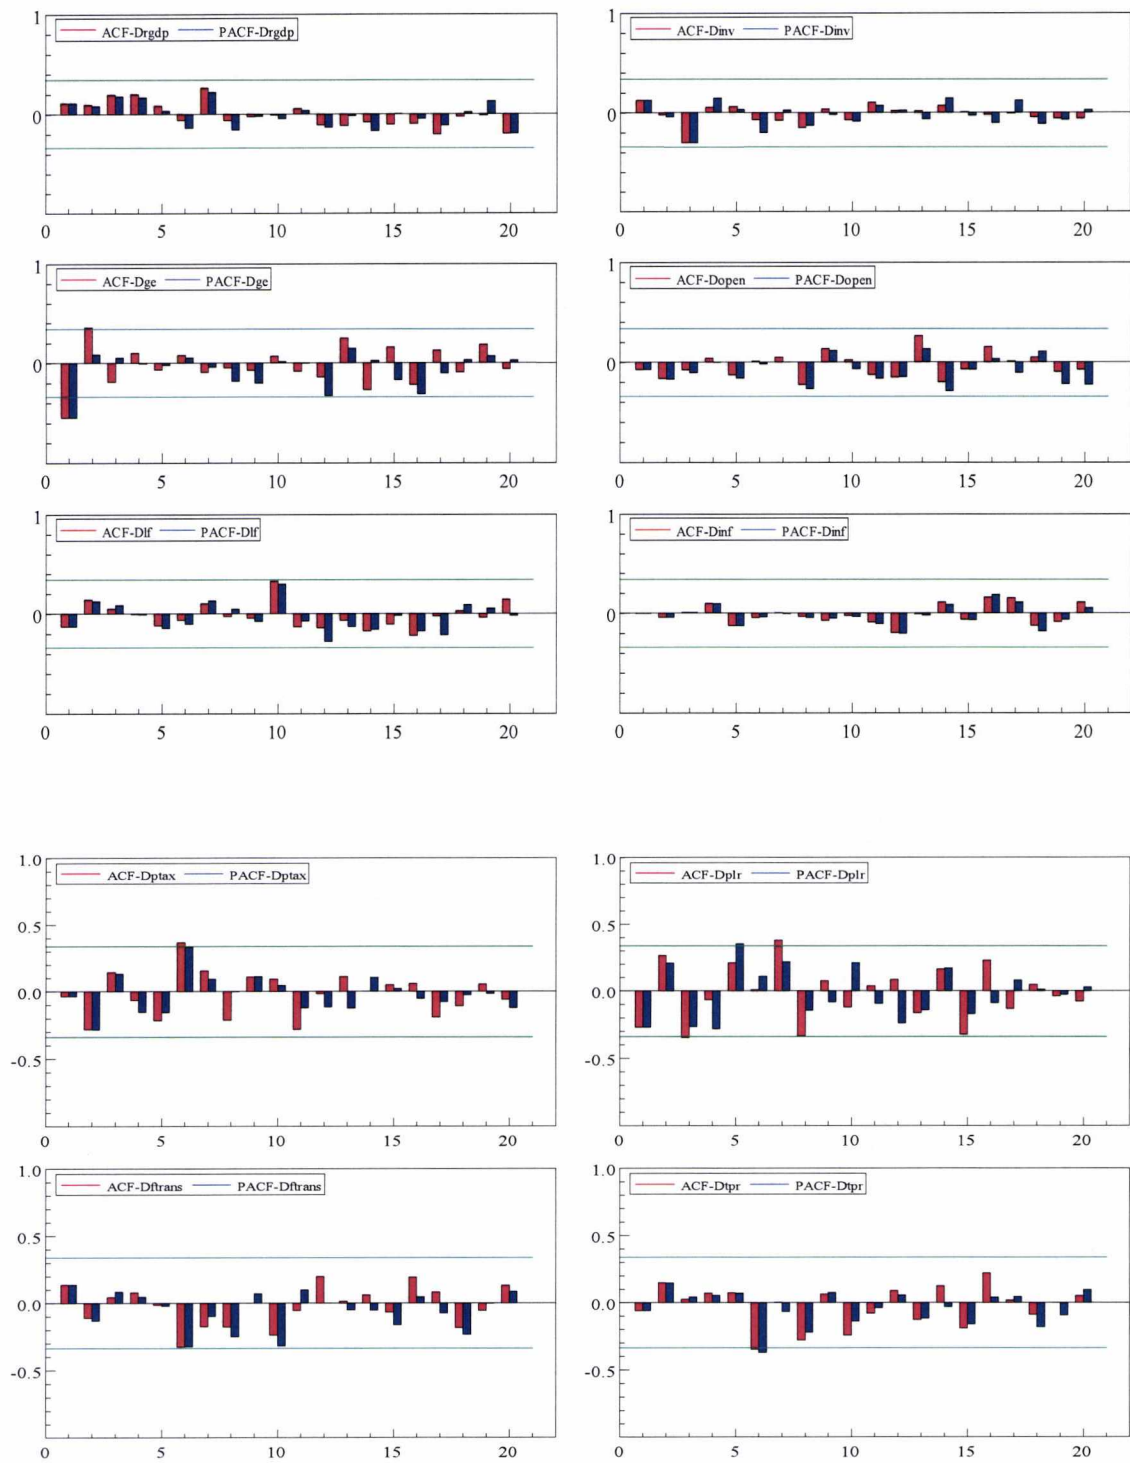 1
ACF-Drgdp PACF-Drgdp
0
0 5 10 15 20
1
ACF-Dinv PACF-Dinv
0
0 5 10 15 20
1
ACF-Dge PACF-Dge
0
0 5 10 15 20
1
ACF-Dopen PACF-Dopen
0
0 5 10 15 20
1
ACF-Dlf PACF-Dlf
0
0 5 10 15 20
1
ACF-Dinf PACF-Dinf
0
0 5 10 15 20
1.0
ACF-Dptax PACF-Dptax
0.5
0.0
-0.5
0 5 10 15 20
1.0
ACF-Dplr PACF-Dplr
0.5
0.0
-0.5
0 5 10 15 20
1.0
ACF-Dftrans PACF-Dftrans
0.5
0.0
-0.5
0 5 10 15 20
1.0
ACF-Dtpr PACF-Dtpr
0.5
0.0
-0.5
0 5 10 15 20